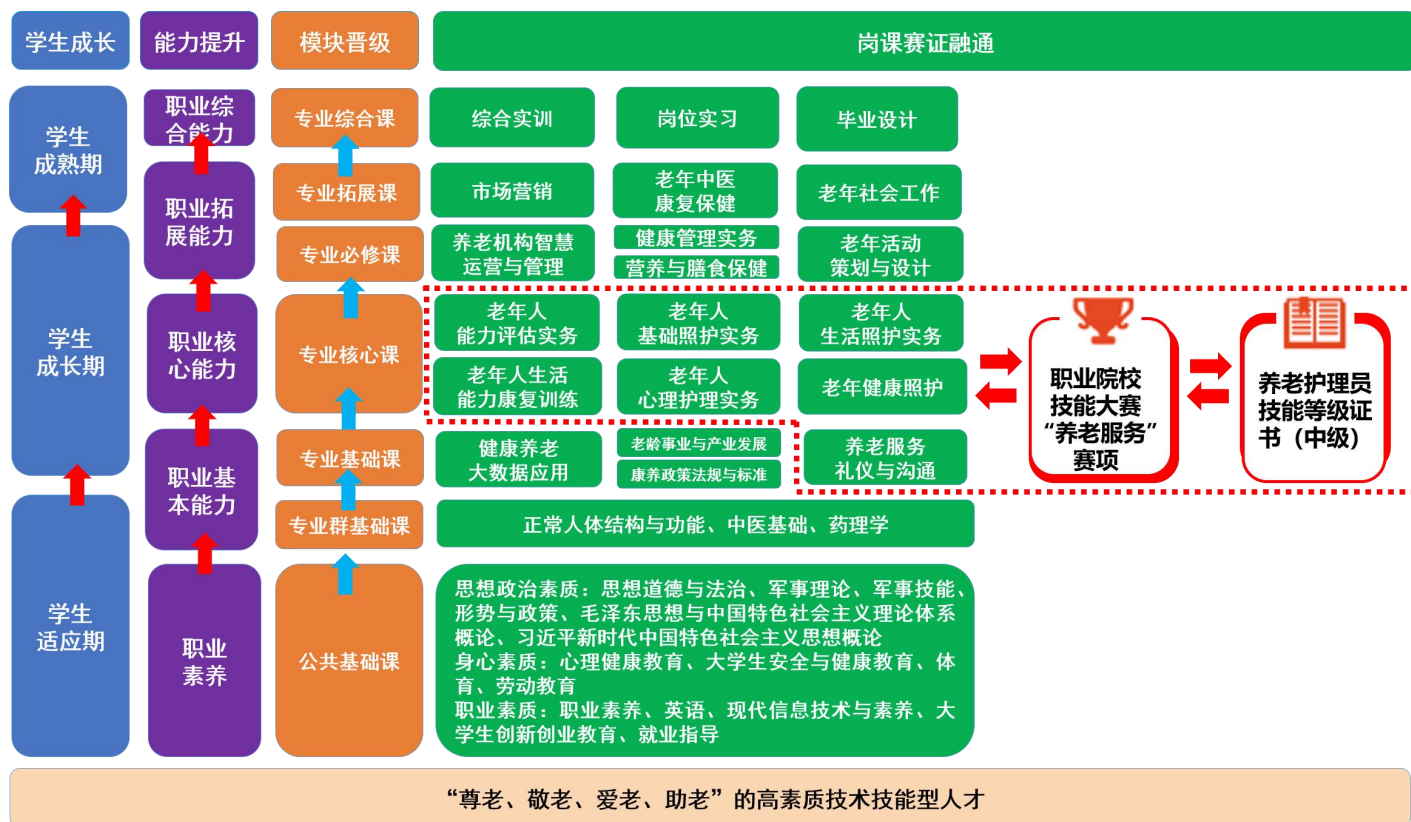 学生成长
能力提升
模块晋级
岗课赛证融通
学生
成熟期
职业综
合能力
专业综合课
综合实训
岗位实习
毕业设计
职业拓
展能力
专业拓展课
市场营销
老年中医
康复保健
老年社会工作
专业必修课
养老机构智慧
运营与管理
健康管理实务
营养与膳食保健
老年活动
策划与设计
学生
成长期
职业核
心能力
专业核心课
老年人
能力评估实务
老年人
基础照护实务
老年人
生活照护实务
老年人生活
能力康复训练
老年人
心理护理实务
老年健康照护
职业院校
技能大赛
“养老服务”
赛项
养老护理员
技能等级证
书（中级）
职业基
本能力
专业基础课
健康养老
大数据应用
老龄事业与产业发展
康养政策法规与标准
养老服务
礼仪与沟通
专业群基础课
正常人体结构与功能、中医基础、药理学
学生
适应期
职业
素养
公共基础课
思想政治素质：思想道德与法治、军事理论、军事技能、
形势与政策、毛泽东思想与中国特色社会主义理论体系
概论、习近平新时代中国特色社会主义思想概论
身心素质：心理健康教育、大学生安全与健康教育、体
育、劳动教育
职业素质：职业素养、英语、现代信息技术与素养、大
学生创新创业教育、就业指导
“尊老、敬老、爱老、助老”的高素质技术技能型人才